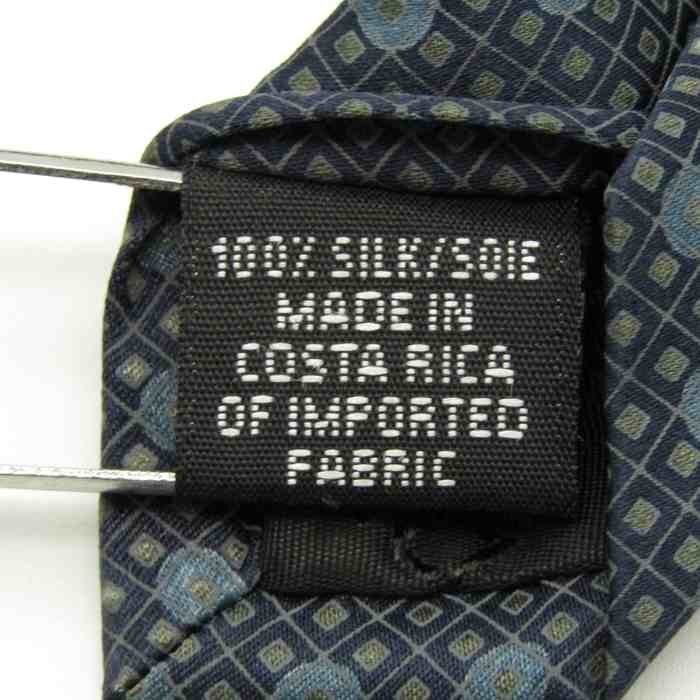 100% SILK/SOIE
MADE IN
COSTA RICA
OF IMPORTED
FABRIC